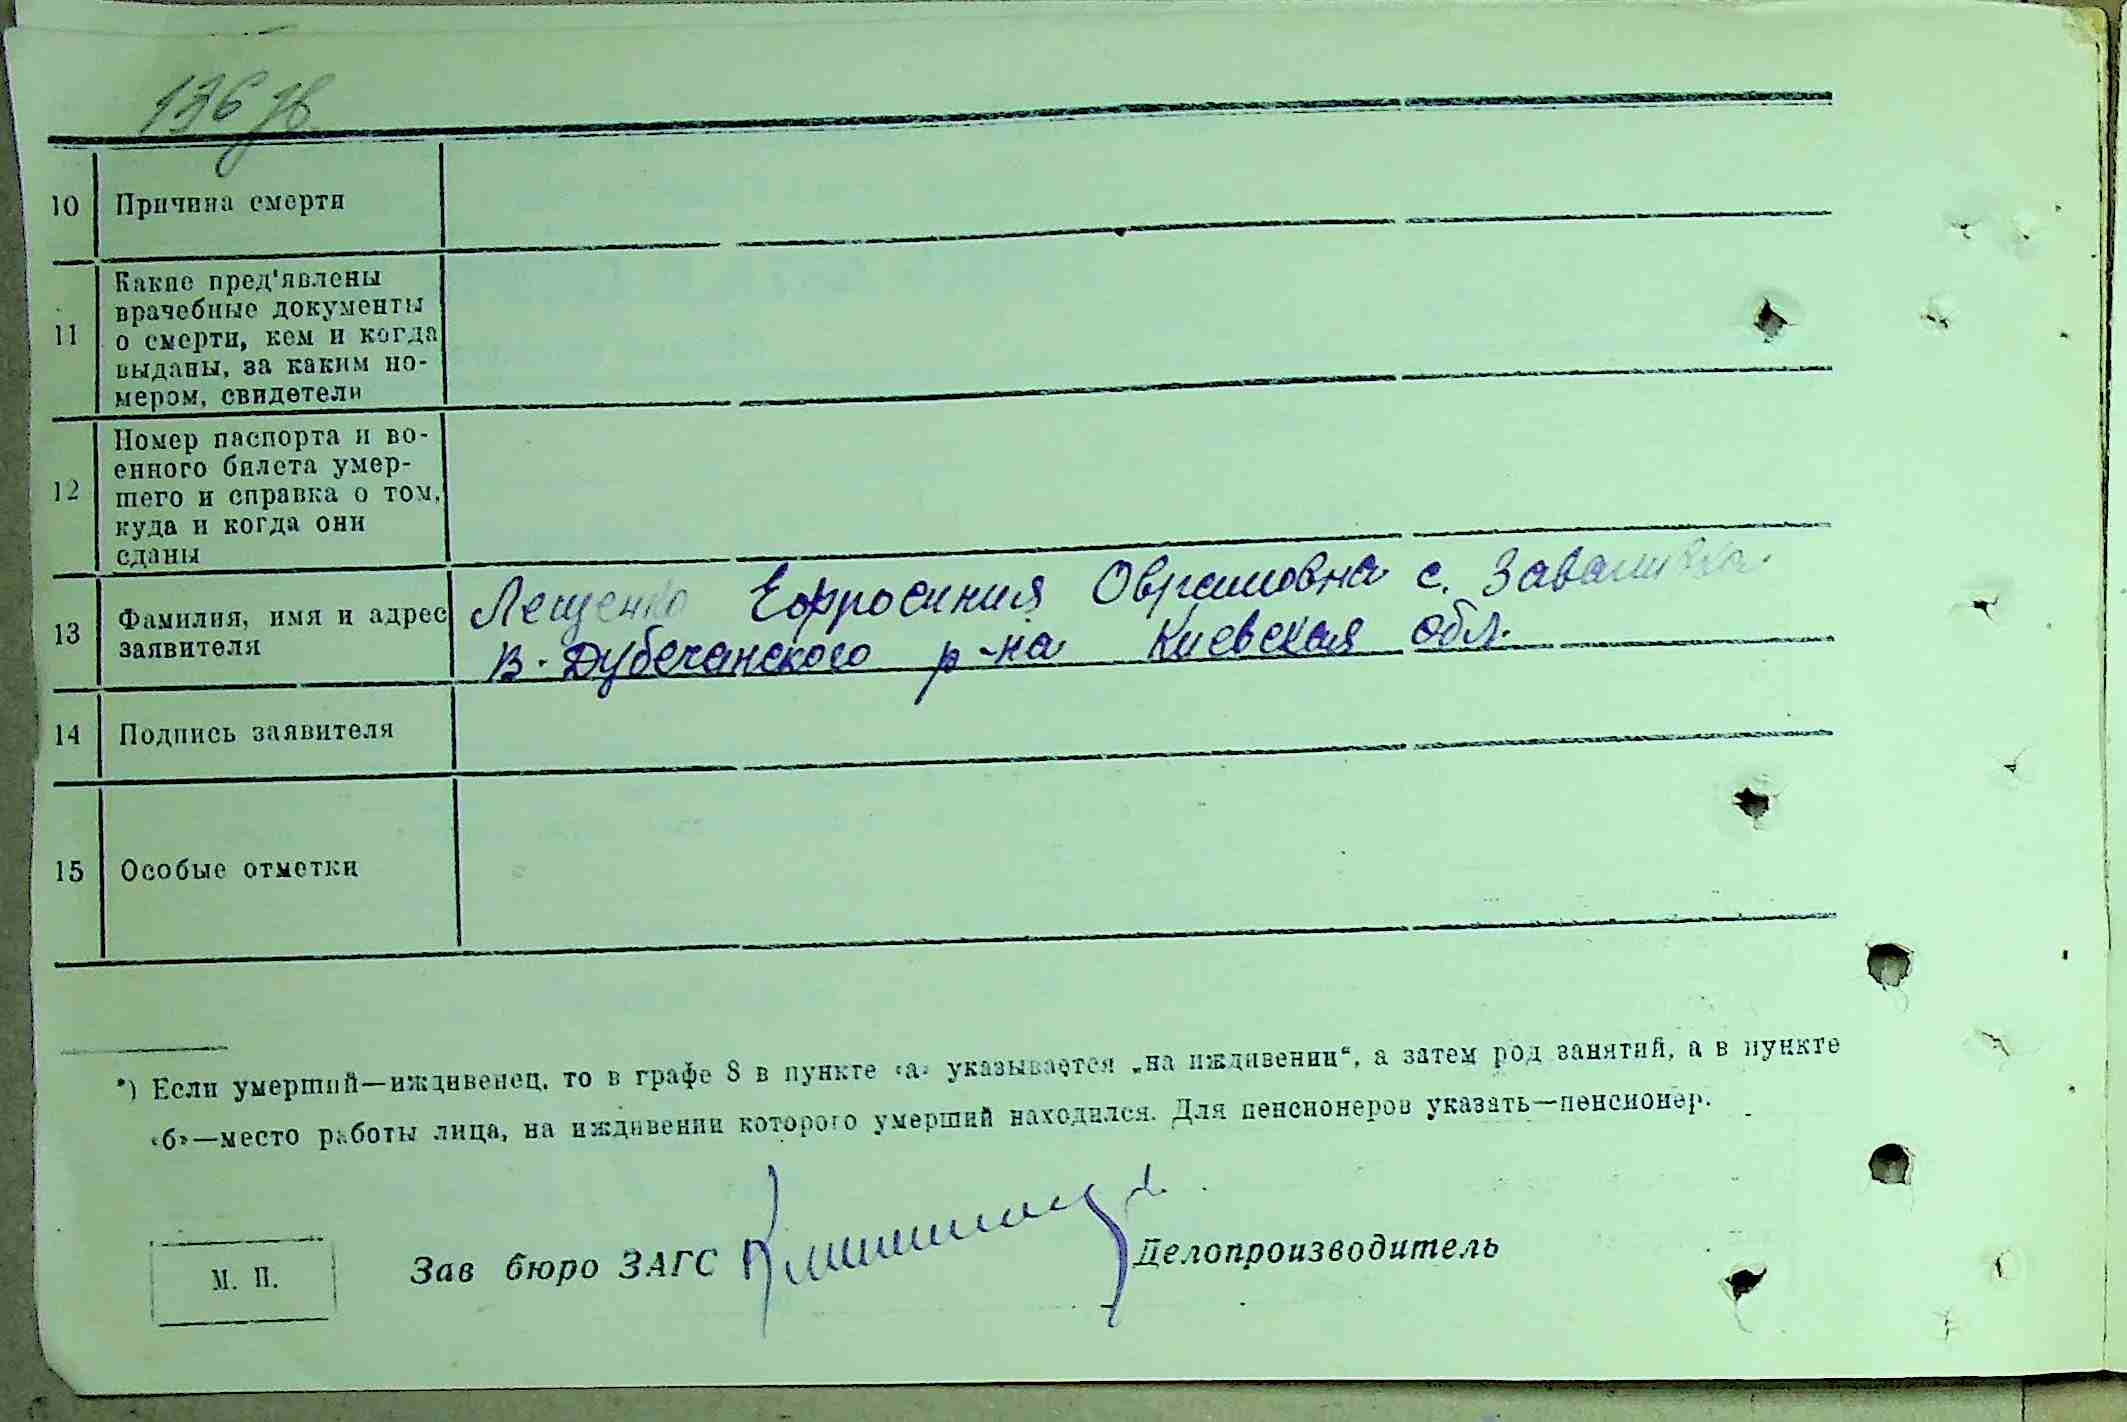 136 зв
10 Причина смерти
11 Какие пред'явлены
врачебные документы
о смерти, кем и когда
выданы, за каким но-
мером, свидетели
12 Номер паспорта и во-
енного билета умер-
шего и справка о том,
куда и когда они
сданы
13 Фамилия, имя и адрес
заявителя
Лещенко Ефросиния с.
В. Дубечанского р-на Киевская обл.
14 Подпись заявителя
15 Особые отметки
*) Если умерший—иждивенец, то в графе 8 в пункте «а» указывается „на иждивении“, а затем род занятий, а в пункте
«б»—место работы лица, на иждивении которого умерший находился. Для пенсионеров указать—пенсионер.
М. П.
Зав бюро ЗАГС Делопроизводитель